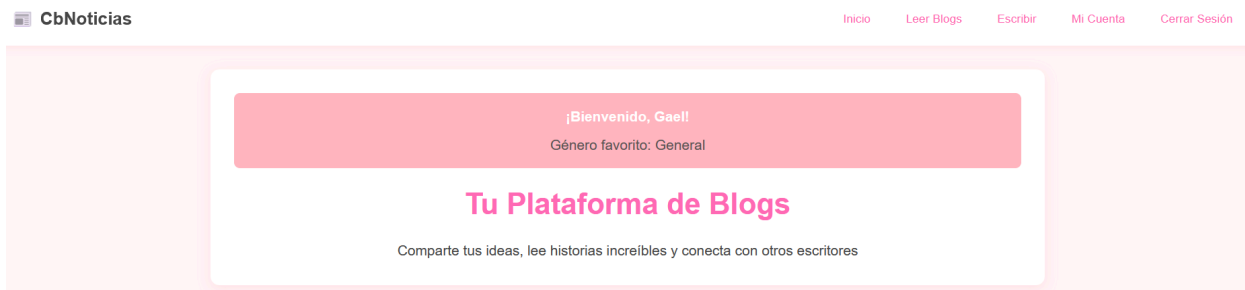 CbNoticias
Inicio Leer Blogs Escribir Mi Cuenta Cerrar Sesión
¡Bienvenido, Gael!
Género favorito: General
Tu Plataforma de Blogs
Comparte tus ideas, lee historias increíbles y conecta con otros escritores